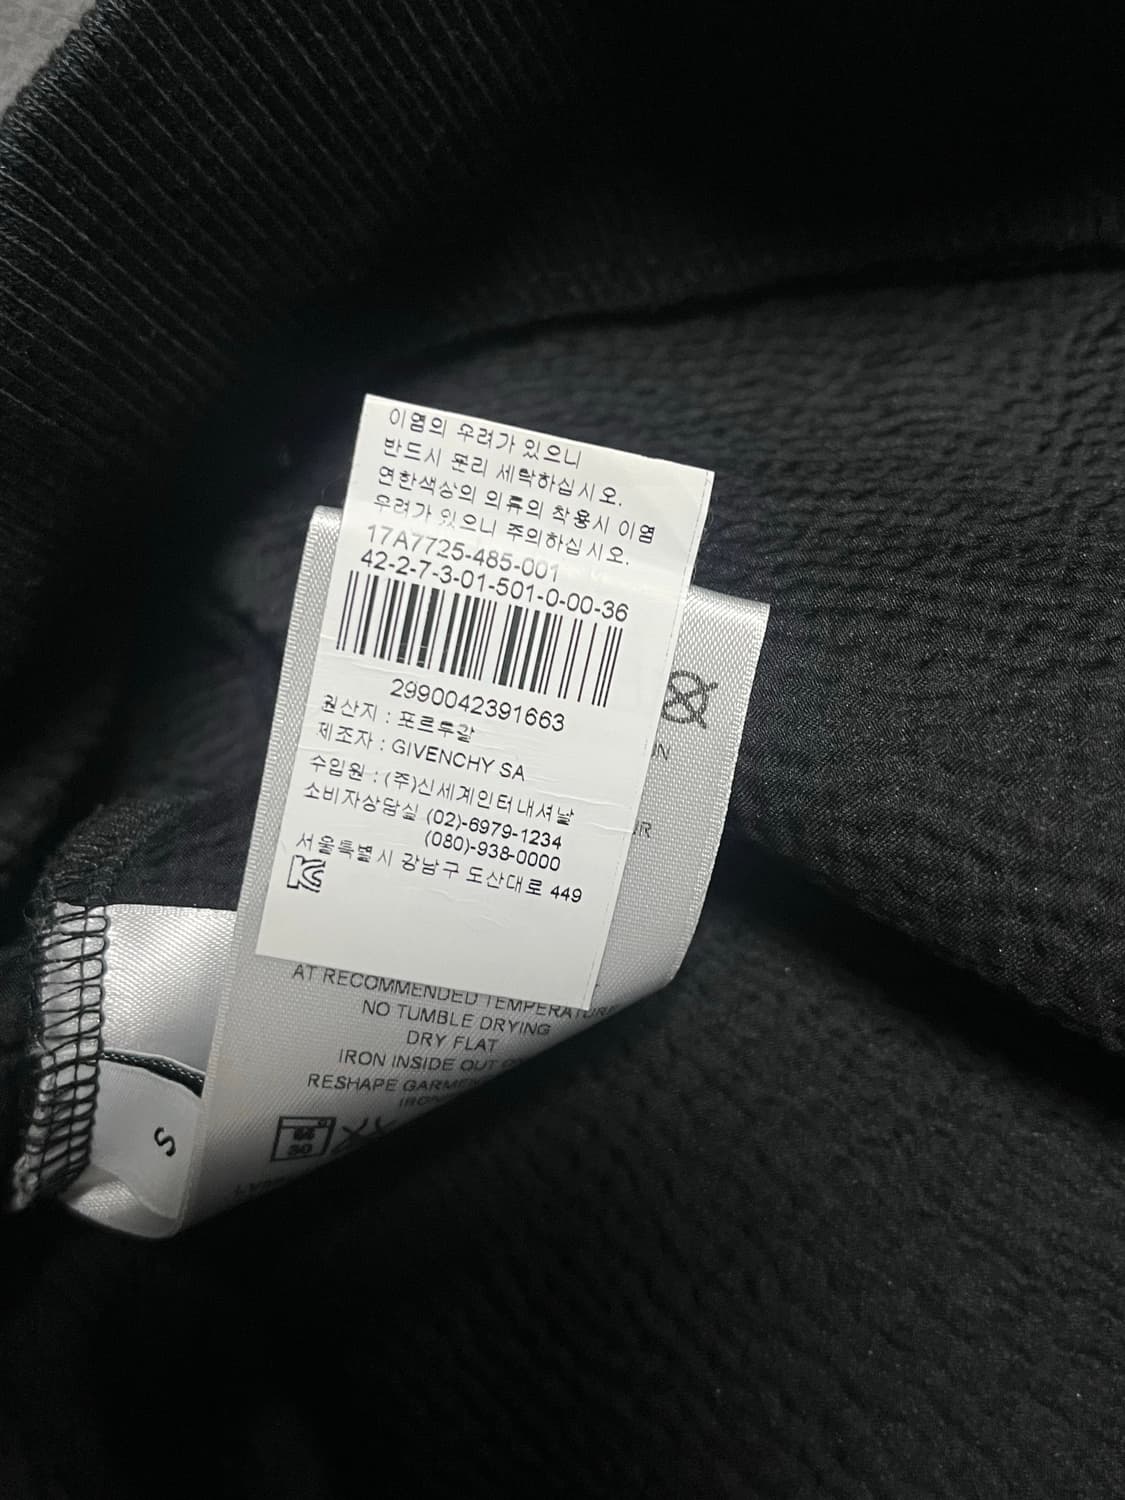 이염의 우려가 있으니
반드시 분리 세탁하십시오.
연한색상의 의류의 착용시 이염
우려가 있으니 주의하십시오.
17A7725-485-001
42-2-7-3-01-501-0-00-36
2990042391663
원산지 : 포르투갈
제조자 : GIVENCHY SA
수입원 : (주)신세계인터내셔날
소비자상담실 (02)-6979-1234
(080)-938-0000
서울특별시 강남구 도산대로 449
AT RECOMMENDED TEMPERATURE
NO TUMBLE DRYING
DRY FLAT
IRON INSIDE OUT
RESHAPE
S